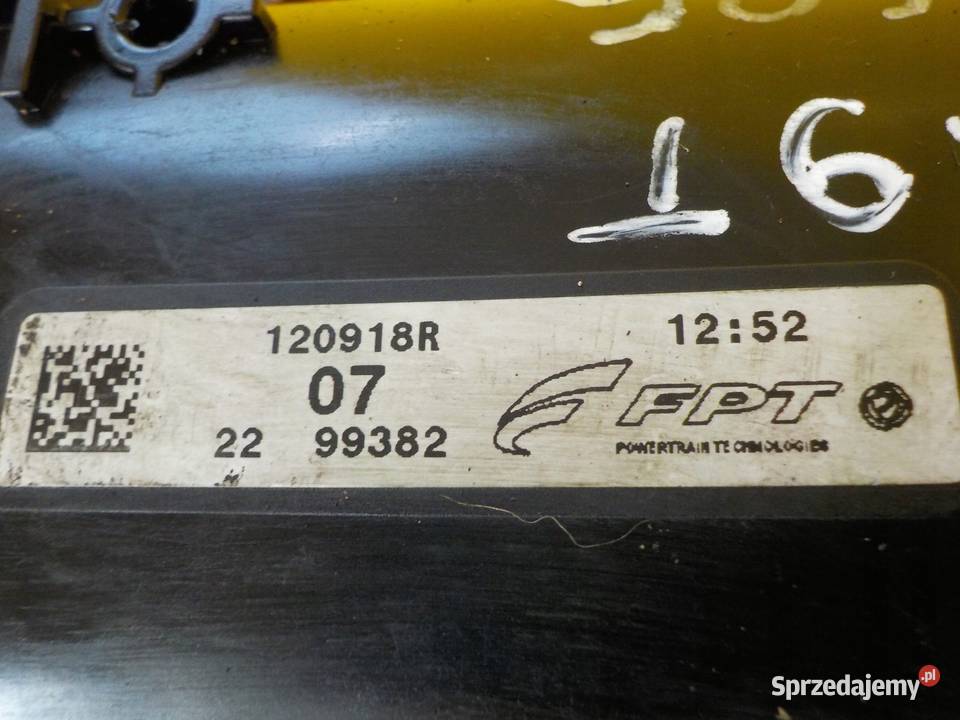 16
120918R
12:52
07
FPT
22 99382
POWERTRAIN TECHNOLOGIES
Sprzedajemy.pl